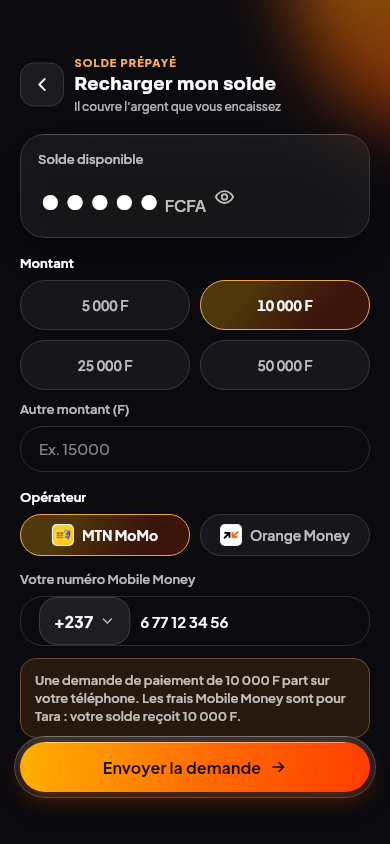 SOLDE PRÉPAYÉ
Recharger mon solde
Il couvre l'argent que vous encaissez
Solde disponible
●●●●● FCFA
Montant
5 000 F
10 000 F
25 000 F
50 000 F
Autre montant (F)
Ex. 15000
Opérateur
MTN MoMo
Orange Money
Votre numéro Mobile Money
+237 6 77 12 34 56
Une demande de paiement de 10 000 F part sur
votre téléphone. Les frais Mobile Money sont pour
Tara : votre solde reçoit 10 000 F.
Envoyer la demande →